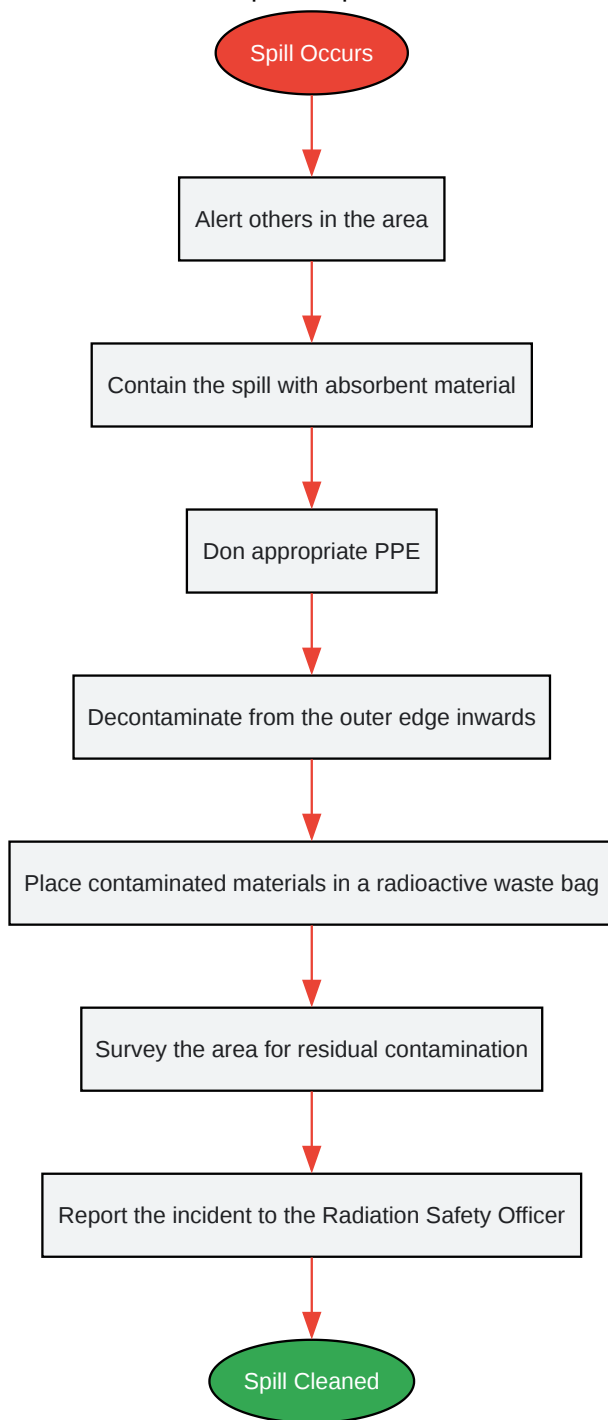 Spill Occurs
Alert others in the area
Contain the spill with absorbent material
Don appropriate PPE
Decontaminate from the outer edge inwards
Place contaminated materials in a radioactive waste bag
Survey the area for residual contamination
Report the incident to the Radiation Safety Officer
Spill Cleaned